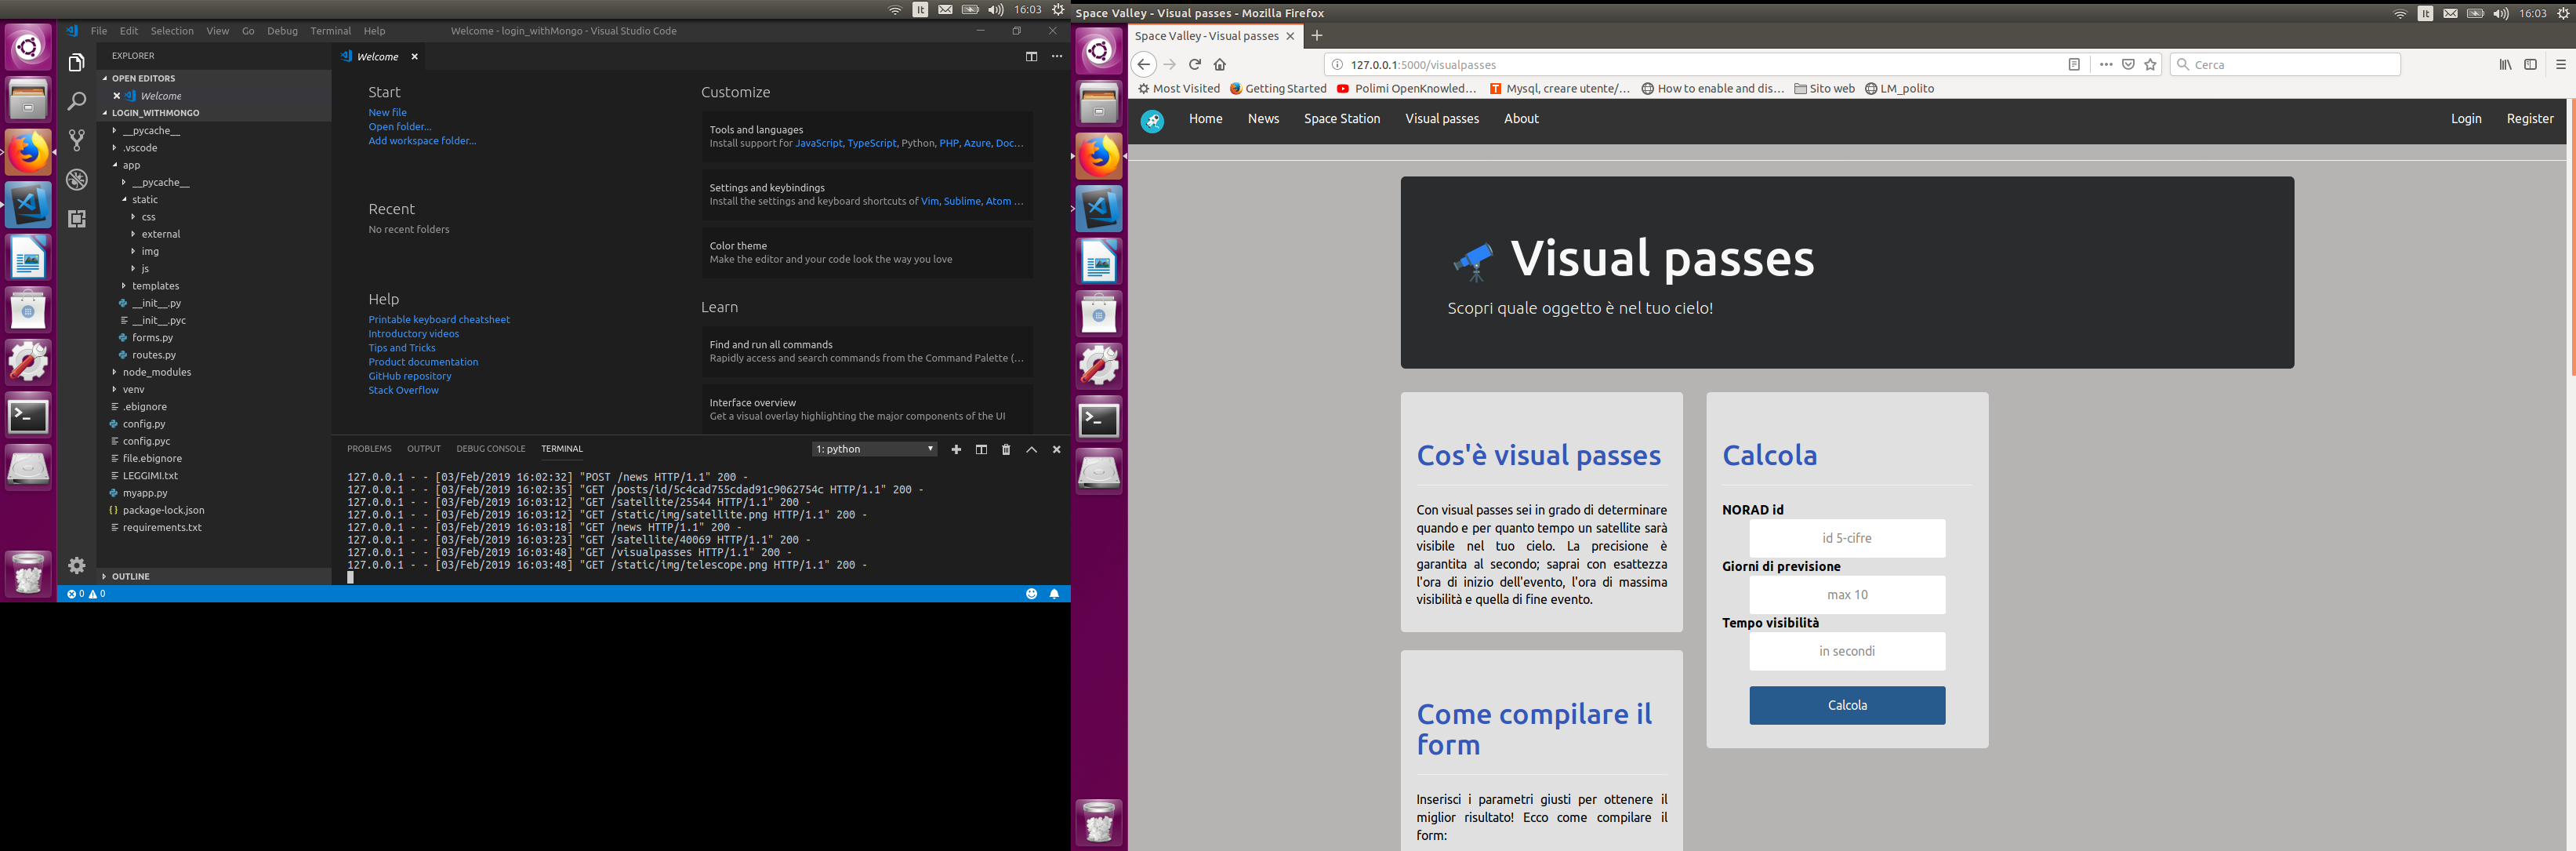 It
16:03
File Edit Selection View Go Debug Terminal Help
Welcome - login_withMongo - Visual Studio Code
EXPLORER
OPEN EDITORS
Welcome
LOGIN_WITHMONGO
__pycache__
.vscode
app
__pycache__
static
css
external
img
js
templates
__init__.py
__init__.pyc
forms.py
routes.py
node_modules
venv
.ebignore
config.py
config.pyc
file.ebignore
LEGGIMI.txt
myapp.py
package-lock.json
requirements.txt
OUTLINE
0 0
Welcome
Start
New file
Open folder...
Add workspace folder...
Recent
No recent folders
Help
Printable keyboard cheatsheet
Introductory videos
Tips and Tricks
Product documentation
GitHub repository
Stack Overflow
Customize
Tools and languages
Install support for JavaScript, TypeScript, Python, PHP, Azure, Doc...
Settings and keybindings
Install the settings and keyboard shortcuts of Vim, Sublime, Atom ...
Color theme
Make the editor and your code look the way you love
Learn
Find and run all commands
Rapidly access and search commands from the Command Palette (...
Interface overview
Get a visual overlay highlighting the major components of the UI
PROBLEMS OUTPUT DEBUG CONSOLE TERMINAL
1: python
127.0.0.1 - - [03/Feb/2019 16:02:32] "POST /news HTTP/1.1" 200 -
127.0.0.1 - - [03/Feb/2019 16:02:35] "GET /posts/id/5c4cad755cdad91c9062754c HTTP/1.1" 200 -
127.0.0.1 - - [03/Feb/2019 16:03:12] "GET /satellite/25544 HTTP/1.1" 200 -
127.0.0.1 - - [03/Feb/2019 16:03:12] "GET /static/img/satellite.png HTTP/1.1" 200 -
127.0.0.1 - - [03/Feb/2019 16:03:18] "GET /news HTTP/1.1" 200 -
127.0.0.1 - - [03/Feb/2019 16:03:23] "GET /satellite/40069 HTTP/1.1" 200 -
127.0.0.1 - - [03/Feb/2019 16:03:48] "GET /visualpasses HTTP/1.1" 200 -
127.0.0.1 - - [03/Feb/2019 16:03:48] "GET /static/img/telescope.png HTTP/1.1" 200 -
Space Valley - Visual passes - Mozilla Firefox
It
16:03
Space Valley - Visual passes
127.0.0.1:5000/visualpasses
Cerca
Most Visited Getting Started Polimi OpenKnowled... Mysql, creare utente/... How to enable and dis... Sito web LM_polito
Home News Space Station Visual passes About Login Register
Visual passes
Scopri quale oggetto è nel tuo cielo!
Cos'è visual passes
Con visual passes sei in grado di determinare
quando e per quanto tempo un satellite sarà
visibile nel tuo cielo. La precisione è
garantita al secondo; saprai con esattezza
l'ora di inizio dell'evento, l'ora di massima
visibilità e quella di fine evento.
Come compilare il
form
Inserisci i parametri giusti per ottenere il
miglior risultato! Ecco come compilare il
form:
Calcola
NORAD id
id 5-cifre
Giorni di previsione
max 10
Tempo visibilità
in secondi
Calcola